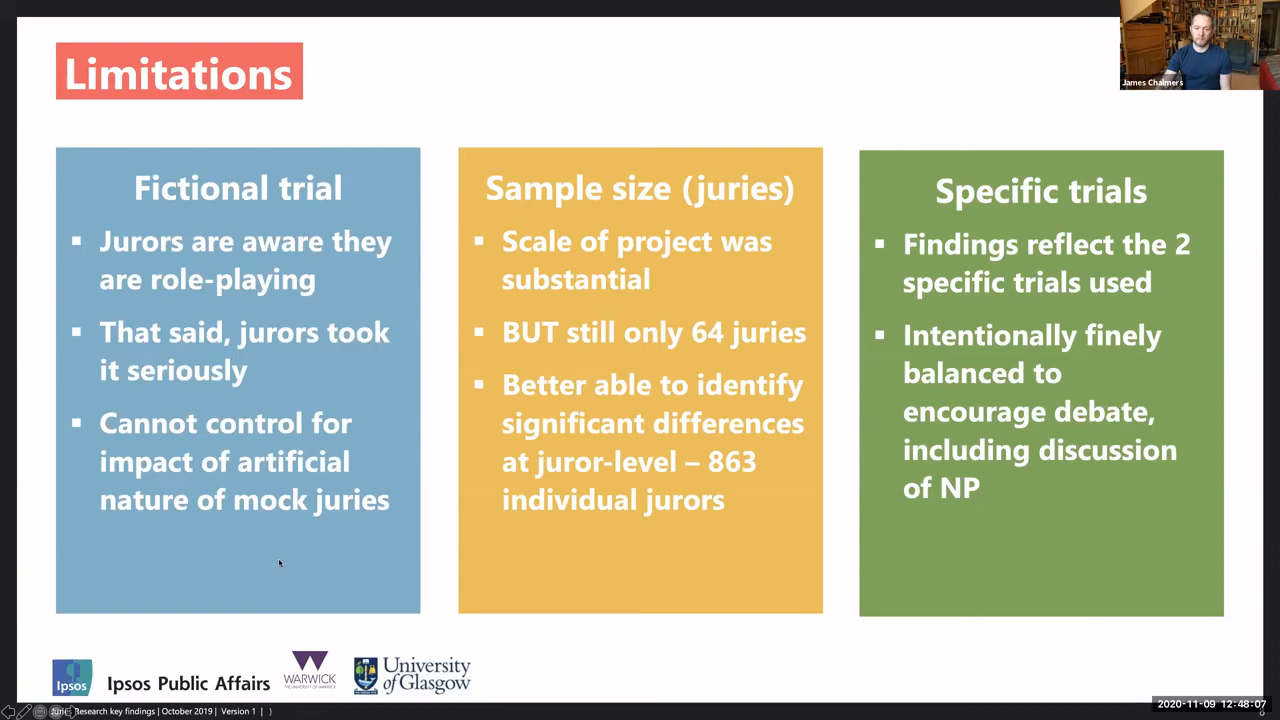 Limitations
James Chalmers
Fictional trial
▪ Jurors are aware they
are role-playing
▪ That said, jurors took
it seriously
▪ Cannot control for
impact of artificial
nature of mock juries
Sample size (juries)
▪ Scale of project was
substantial
▪ BUT still only 64 juries
▪ Better able to identify
significant differences
at juror-level – 863
individual jurors
Specific trials
▪ Findings reflect the 2
specific trials used
▪ Intentionally finely
balanced to
encourage debate,
including discussion
of NP
Ipsos
Ipsos Public Affairs
WARWICK
THE UNIVERSITY OF WARWICK
University
of Glasgow
Research key findings | October 2019 | Version 1 | )
2020-11-09 12:48:07